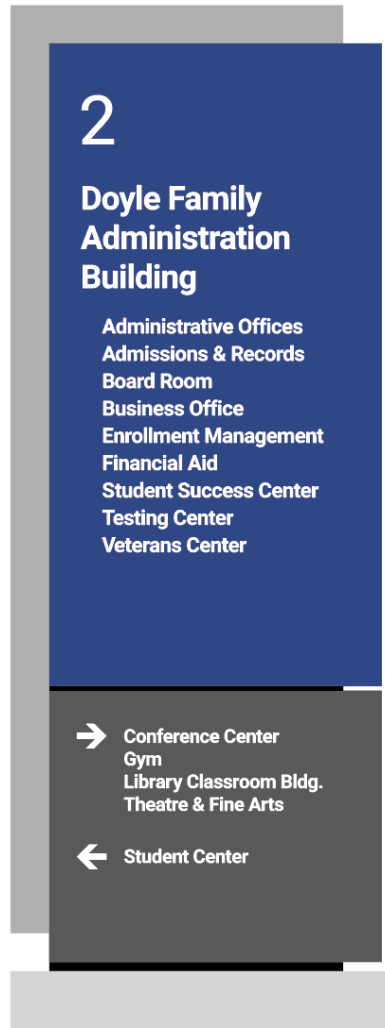 2
Doyle Family
Administration
Building
Administrative Offices
Admissions & Records
Board Room
Business Office
Enrollment Management
Financial Aid
Student Success Center
Testing Center
Veterans Center
→ Conference Center
Gym
Library Classroom Bldg.
Theatre & Fine Arts
← Student Center